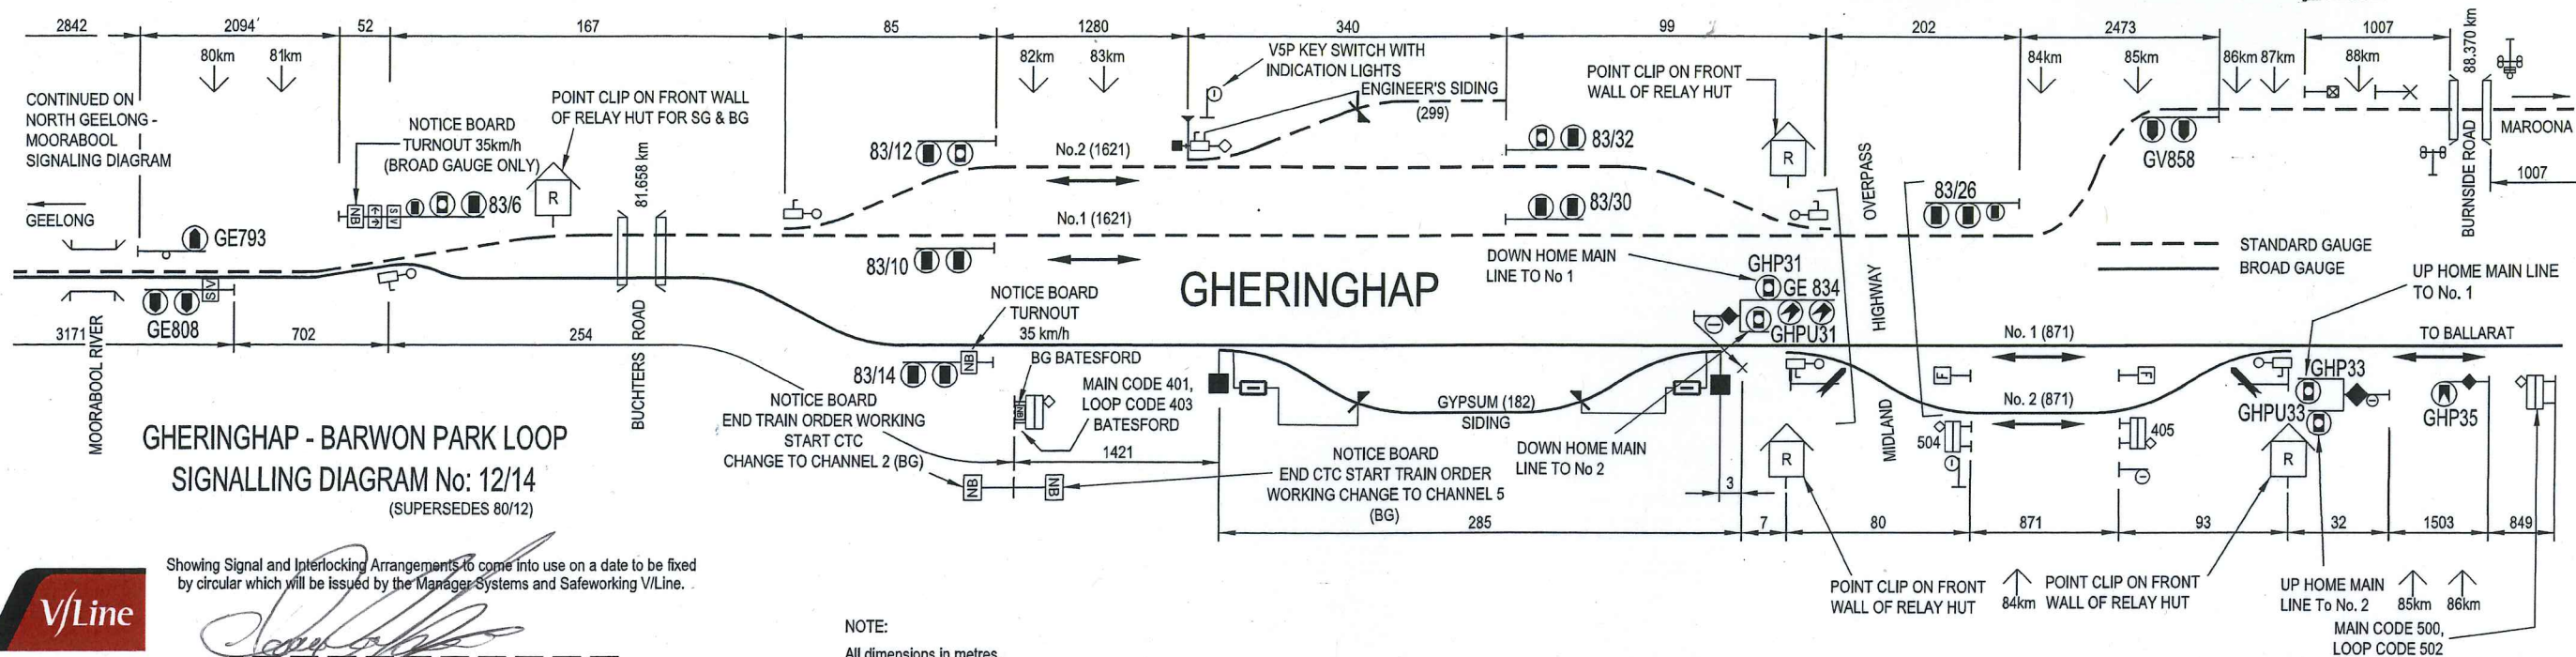 2842
2094
52
167
85
1280
340
99
202
2473
1007
88.370 km
80km
81km
82km
83km
84km
85km
86km
87km
88km
CONTINUED ON
NORTH GEELONG -
MOORABOOL
SIGNALING DIAGRAM
GEELONG
NOTICE BOARD
TURNOUT 35km/h
(BROAD GAUGE ONLY)
POINT CLIP ON FRONT WALL
OF RELAY HUT FOR SG & BG
V5P KEY SWITCH WITH
INDICATION LIGHTS
ENGINEER'S SIDING
(299)
POINT CLIP ON FRONT
WALL OF RELAY HUT
NB
SV
83/6
R
81.658 km
83/12
No.2 (1621)
83/32
R
OVERPASS
83/26
GV858
BURNSIDE ROAD
MAROONA
1007
GE793
No.1 (1621)
83/30
83/10
SV
GE808
DOWN HOME MAIN
LINE TO No 1
GHP31
GE 834
GHPU31
HIGHWAY
STANDARD GAUGE
BROAD GAUGE
UP HOME MAIN LINE
TO No. 1
GHERINGHAP
3171
MOORABOOL RIVER
702
254
BUCHTERS ROAD
NOTICE BOARD
TURNOUT
35 km/h
NB
83/14
BG BATESFORD
NB
MAIN CODE 401,
LOOP CODE 403
BATESFORD
No. 1 (871)
TO BALLARAT
F
F
GHP33
GHPU33
GHP35
No. 2 (871)
GYPSUM (182)
SIDING
NOTICE BOARD
END TRAIN ORDER WORKING
START CTC
CHANGE TO CHANNEL 2 (BG)
1421
NB
NB
NOTICE BOARD
END CTC START TRAIN ORDER
WORKING CHANGE TO CHANNEL 5
(BG)
DOWN HOME MAIN
LINE TO No 2
MIDLAND
504
405
R
R
3
285
7
80
871
93
32
1503
849
GHERINGHAP - BARWON PARK LOOP
SIGNALLING DIAGRAM No: 12/14
(SUPERSEDES 80/12)
Showing Signal and Interlocking Arrangements to come into use on a date to be fixed
by circular which will be issued by the Manager Systems and Safeworking V/Line.
V/Line
POINT CLIP ON FRONT
WALL OF RELAY HUT
84km
POINT CLIP ON FRONT
WALL OF RELAY HUT
UP HOME MAIN
LINE To No. 2
85km
86km
MAIN CODE 500,
LOOP CODE 502
NOTE:
All dimensions in metres